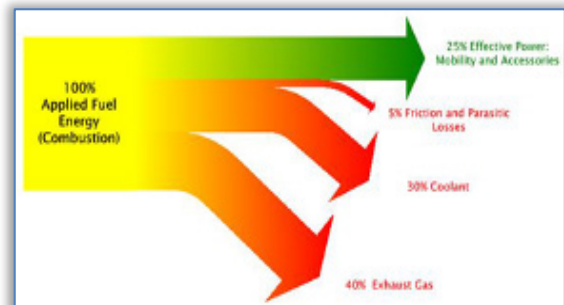 100%
Applied Fuel
Energy
(Combustion)
25% Effective Power:
Mobility and Accessories
5% Friction and Parasitic
Losses
30% Coolant
40% Exhaust Gas